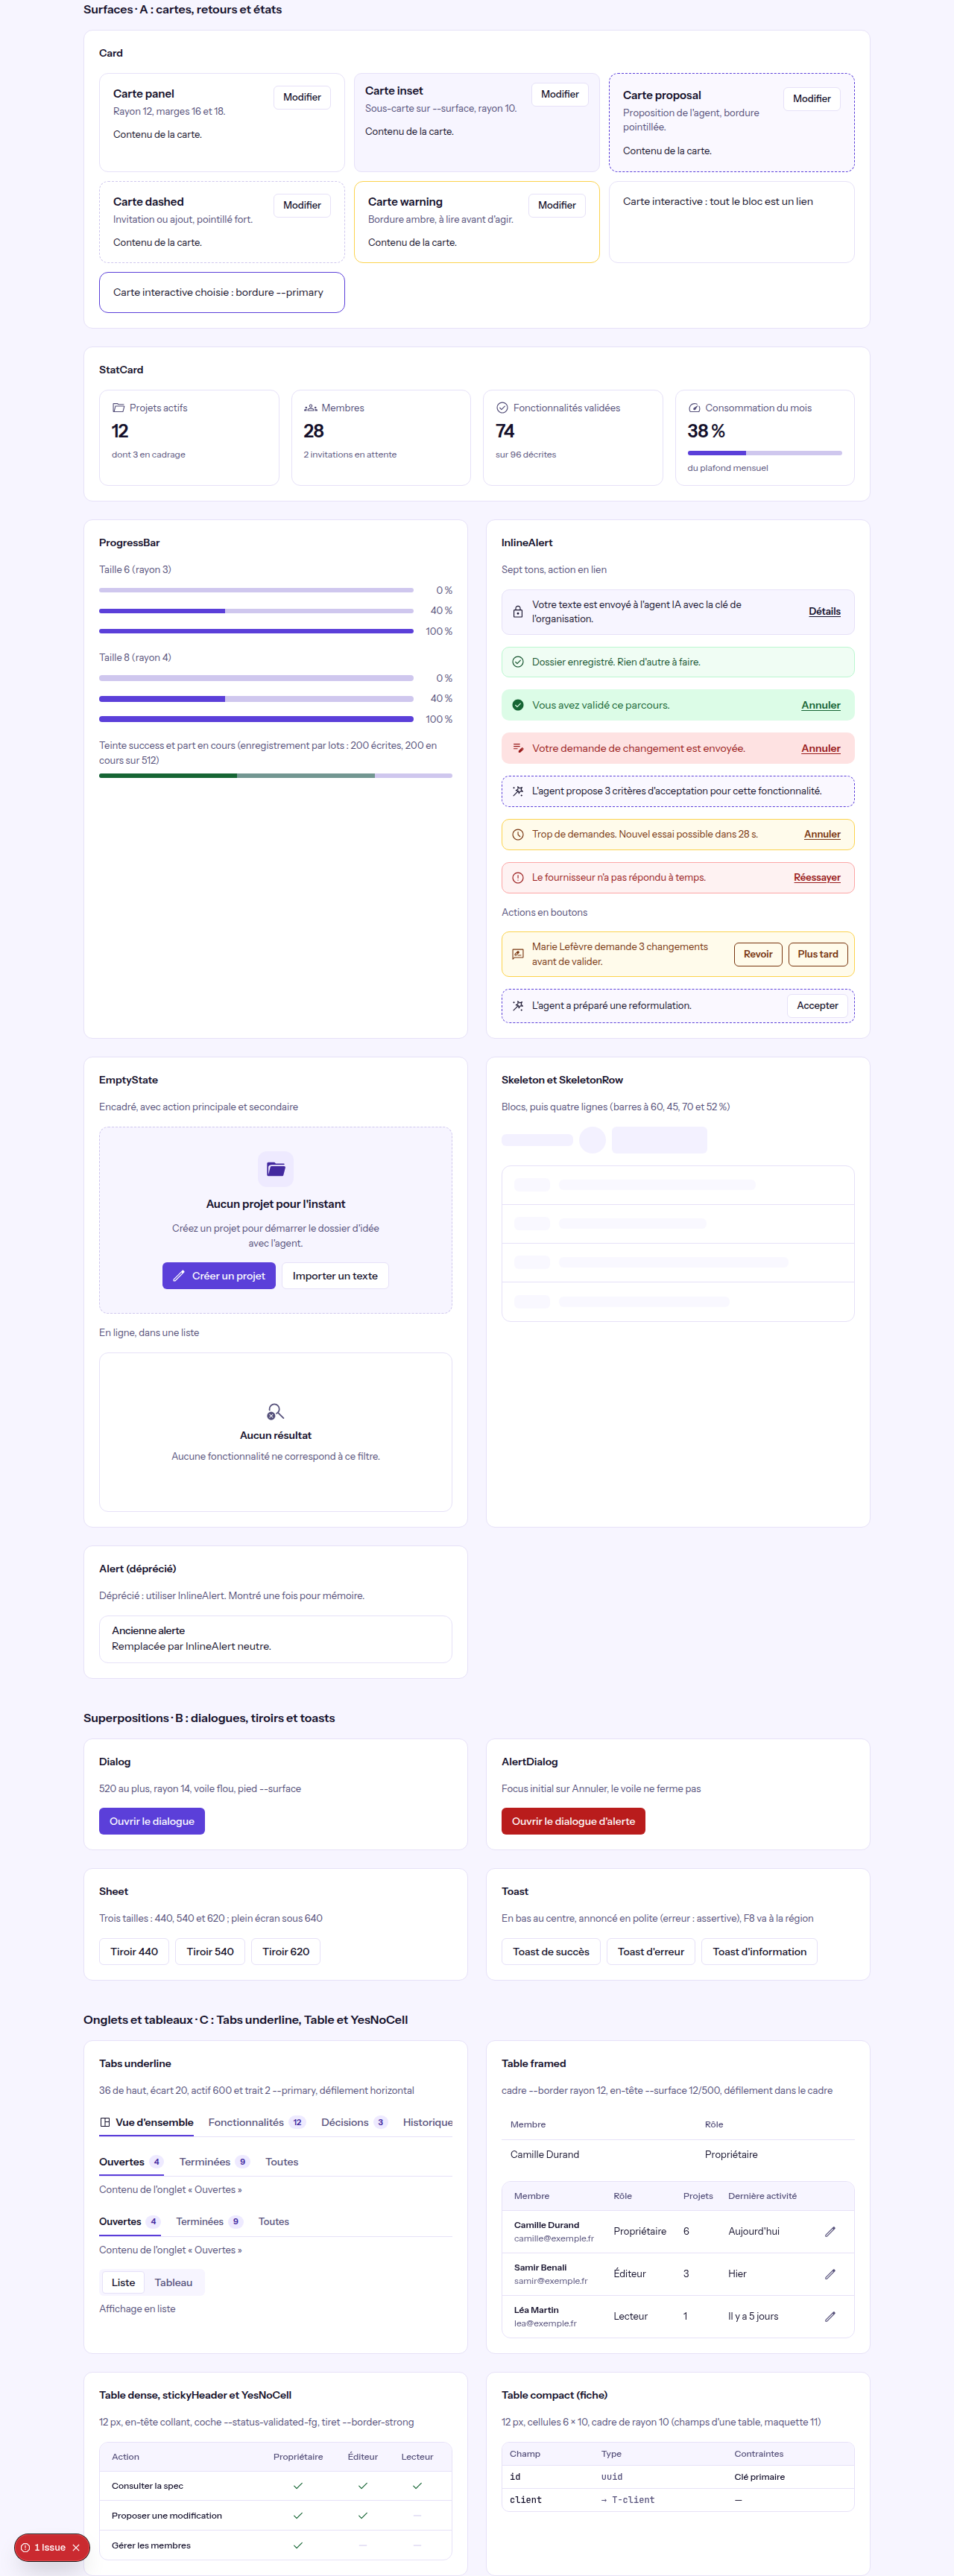 Surfaces · A : cartes, retours et états
Card
Carte panel
Modifier
Rayon 12, marges 16 et 18.
Contenu de la carte.
Carte inset
Modifier
Sous-carte sur --surface, rayon 10.
Contenu de la carte.
Carte proposal
Modifier
Proposition de l'agent, bordure
pointillée.
Contenu de la carte.
Carte dashed
Modifier
Invitation ou ajout, pointillé fort.
Contenu de la carte.
Carte warning
Modifier
Bordure ambre, à lire avant d'agir.
Contenu de la carte.
Carte interactive : tout le bloc est un lien
Carte interactive choisie : bordure --primary
StatCard
Projets actifs
12
dont 3 en cadrage
Membres
28
2 invitations en attente
Fonctionnalités validées
74
sur 96 décrites
Consommation du mois
38 %
du plafond mensuel
ProgressBar
Taille 6 (rayon 3)
0 %
40 %
100 %
Taille 8 (rayon 4)
0 %
40 %
100 %
Teinte success et part en cours (enregistrement par lots : 200 écrites, 200 en
cours sur 512)
InlineAlert
Sept tons, action en lien
Votre texte est envoyé à l'agent IA avec la clé de
l'organisation.
Détails
Dossier enregistré. Rien d'autre à faire.
Vous avez validé ce parcours.
Annuler
Votre demande de changement est envoyée.
Annuler
L'agent propose 3 critères d'acceptation pour cette fonctionnalité.
Trop de demandes. Nouvel essai possible dans 28 s.
Annuler
Le fournisseur n'a pas répondu à temps.
Réessayer
Actions en boutons
Marie Lefèvre demande 3 changements
avant de valider.
Revoir
Plus tard
L'agent a préparé une reformulation.
Accepter
EmptyState
Encadré, avec action principale et secondaire
Aucun projet pour l'instant
Créez un projet pour démarrer le dossier d'idée
avec l'agent.
Créer un projet
Importer un texte
En ligne, dans une liste
Aucun résultat
Aucune fonctionnalité ne correspond à ce filtre.
Skeleton et SkeletonRow
Blocs, puis quatre lignes (barres à 60, 45, 70 et 52 %)
Alert (déprécié)
Déprécié : utiliser InlineAlert. Montré une fois pour mémoire.
Ancienne alerte
Remplacée par InlineAlert neutre.
Superpositions · B : dialogues, tiroirs et toasts
Dialog
520 au plus, rayon 14, voile flou, pied --surface
Ouvrir le dialogue
AlertDialog
Focus initial sur Annuler, le voile ne ferme pas
Ouvrir le dialogue d'alerte
Sheet
Trois tailles : 440, 540 et 620 ; plein écran sous 640
Tiroir 440
Tiroir 540
Tiroir 620
Toast
En bas au centre, annoncé en polite (erreur : assertive), F8 va à la région
Toast de succès
Toast d'erreur
Toast d'information
Onglets et tableaux · C : Tabs underline, Table et YesNoCell
Tabs underline
36 de haut, écart 20, actif 600 et trait 2 --primary, défilement horizontal
Vue d'ensemble
Fonctionnalités 12
Décisions 3
Historique
Ouvertes 4
Terminées 9
Toutes
Contenu de l'onglet « Ouvertes »
Ouvertes 4
Terminées 9
Toutes
Contenu de l'onglet « Ouvertes »
Liste
Tableau
Affichage en liste
Table framed
cadre --border rayon 12, en-tête --surface 12/500, défilement dans le cadre
Membre Rôle
Camille Durand Propriétaire
Membre Rôle Projets Dernière activité
Camille Durand
camille@exemple.fr
Propriétaire 6 Aujourd'hui
Samir Benali
samir@exemple.fr
Éditeur 3 Hier
Léa Martin
lea@exemple.fr
Lecteur 1 Il y a 5 jours
Table dense, stickyHeader et YesNoCell
12 px, en-tête collant, coche --status-validated-fg, tiret --border-strong
Action Propriétaire Éditeur Lecteur
Consulter la spec
Proposer une modification
—
Gérer les membres
— —
Table compact (fiche)
12 px, cellules 6 × 10, cadre de rayon 10 (champs d'une table, maquette 11)
Champ Type Contraintes
id uuid Clé primaire
client → T-client —
1 Issue